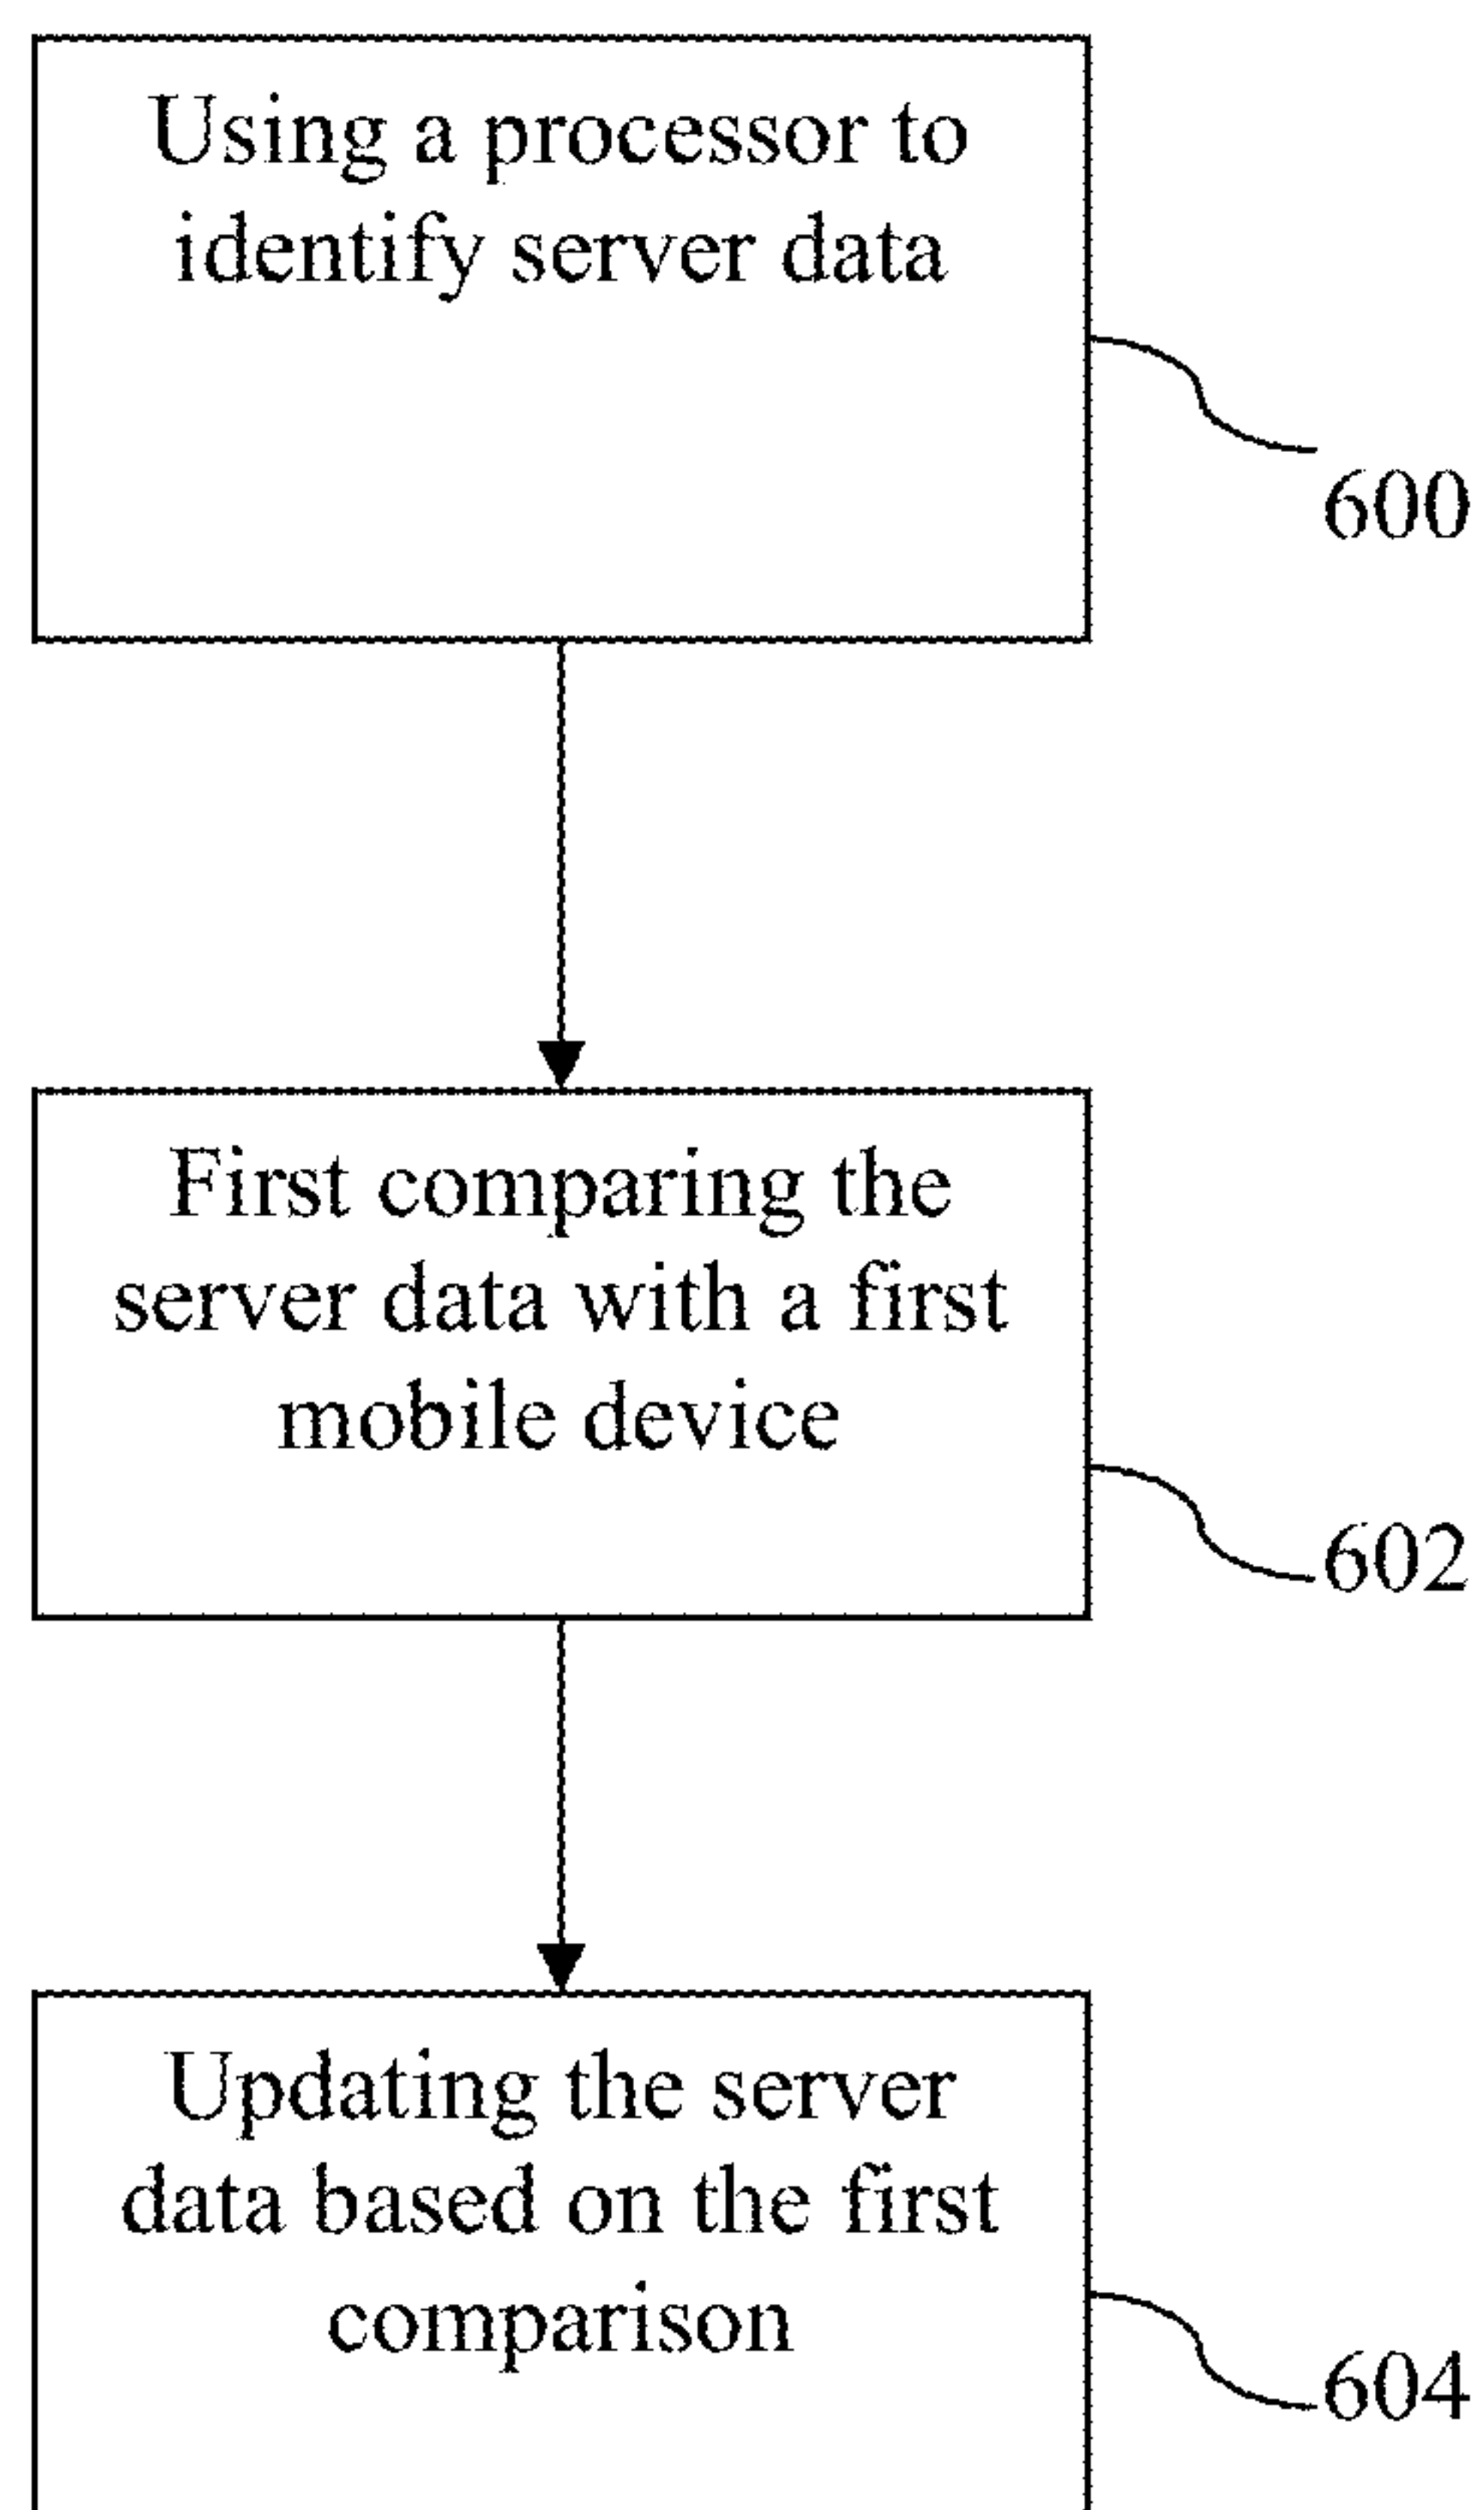 Using a processor to
identify server data
600
First comparing the
server data with a first
mobile device
602
Updating the server
data based on the first
comparison
604